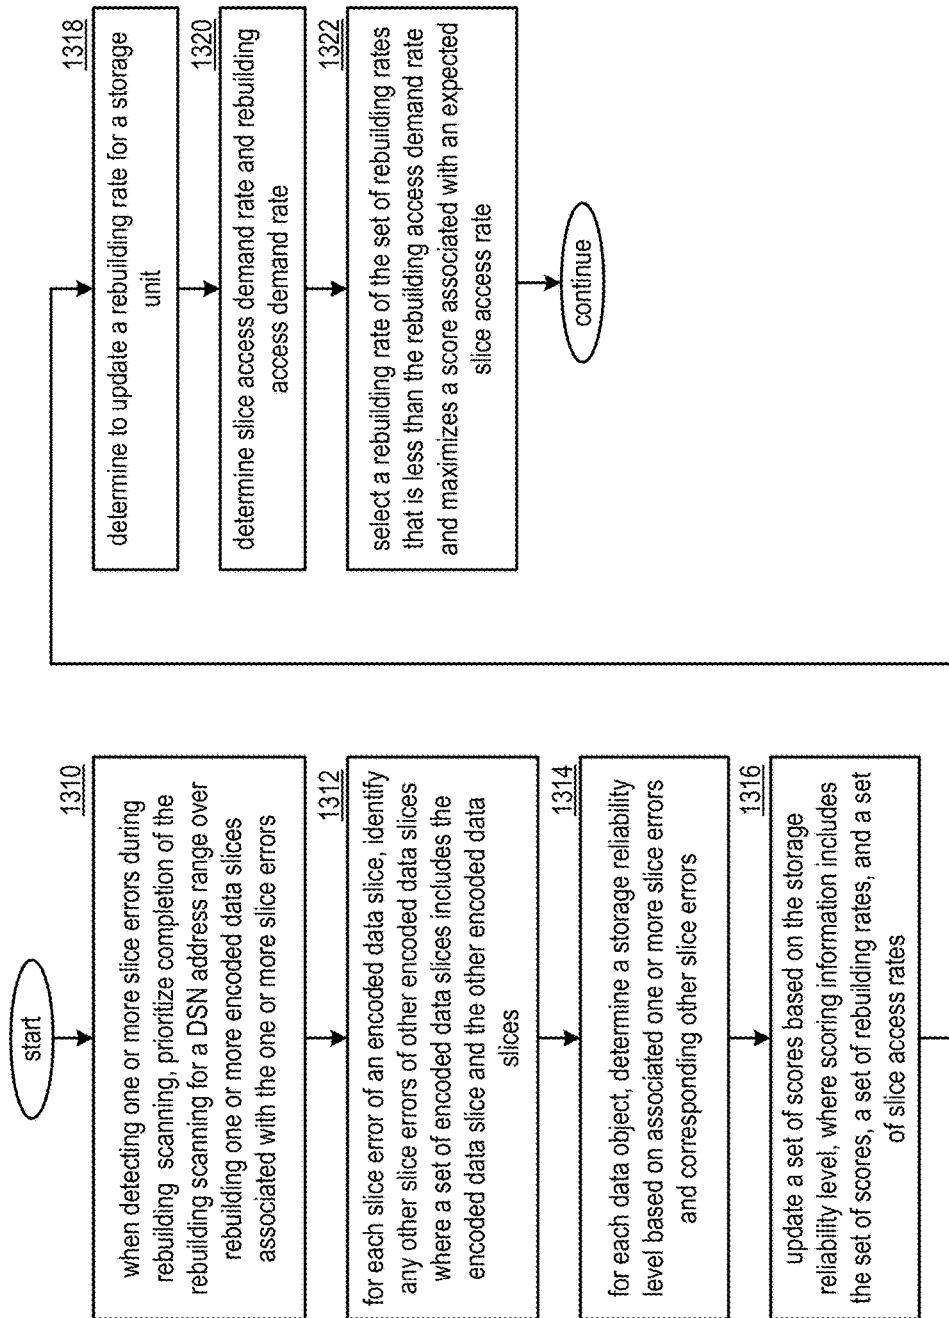 start
1310
when detecting one or more slice errors during
rebuilding scanning, prioritize completion of the
rebuilding scanning for a DSN address range over
rebuilding one or more encoded data slices
associated with the one or more slice errors
1312
for each slice error of an encoded data slice, identify
any other slice errors of other encoded data slices
where a set of encoded data slices includes the
encoded data slice and the other encoded data
slices
1314
for each data object, determine a storage reliability
level based on associated one or more slice errors
and corresponding other slice errors
1316
update a set of scores based on the storage
reliability level, where scoring information includes
the set of scores, a set of rebuilding rates, and a set
of slice access rates
1318
determine to update a rebuilding rate for a storage
unit
1320
determine slice access demand rate and rebuilding
access demand rate
1322
select a rebuilding rate of the set of rebuilding rates
that is less than the rebuilding access demand rate
and maximizes a score associated with an expected
slice access rate
continue